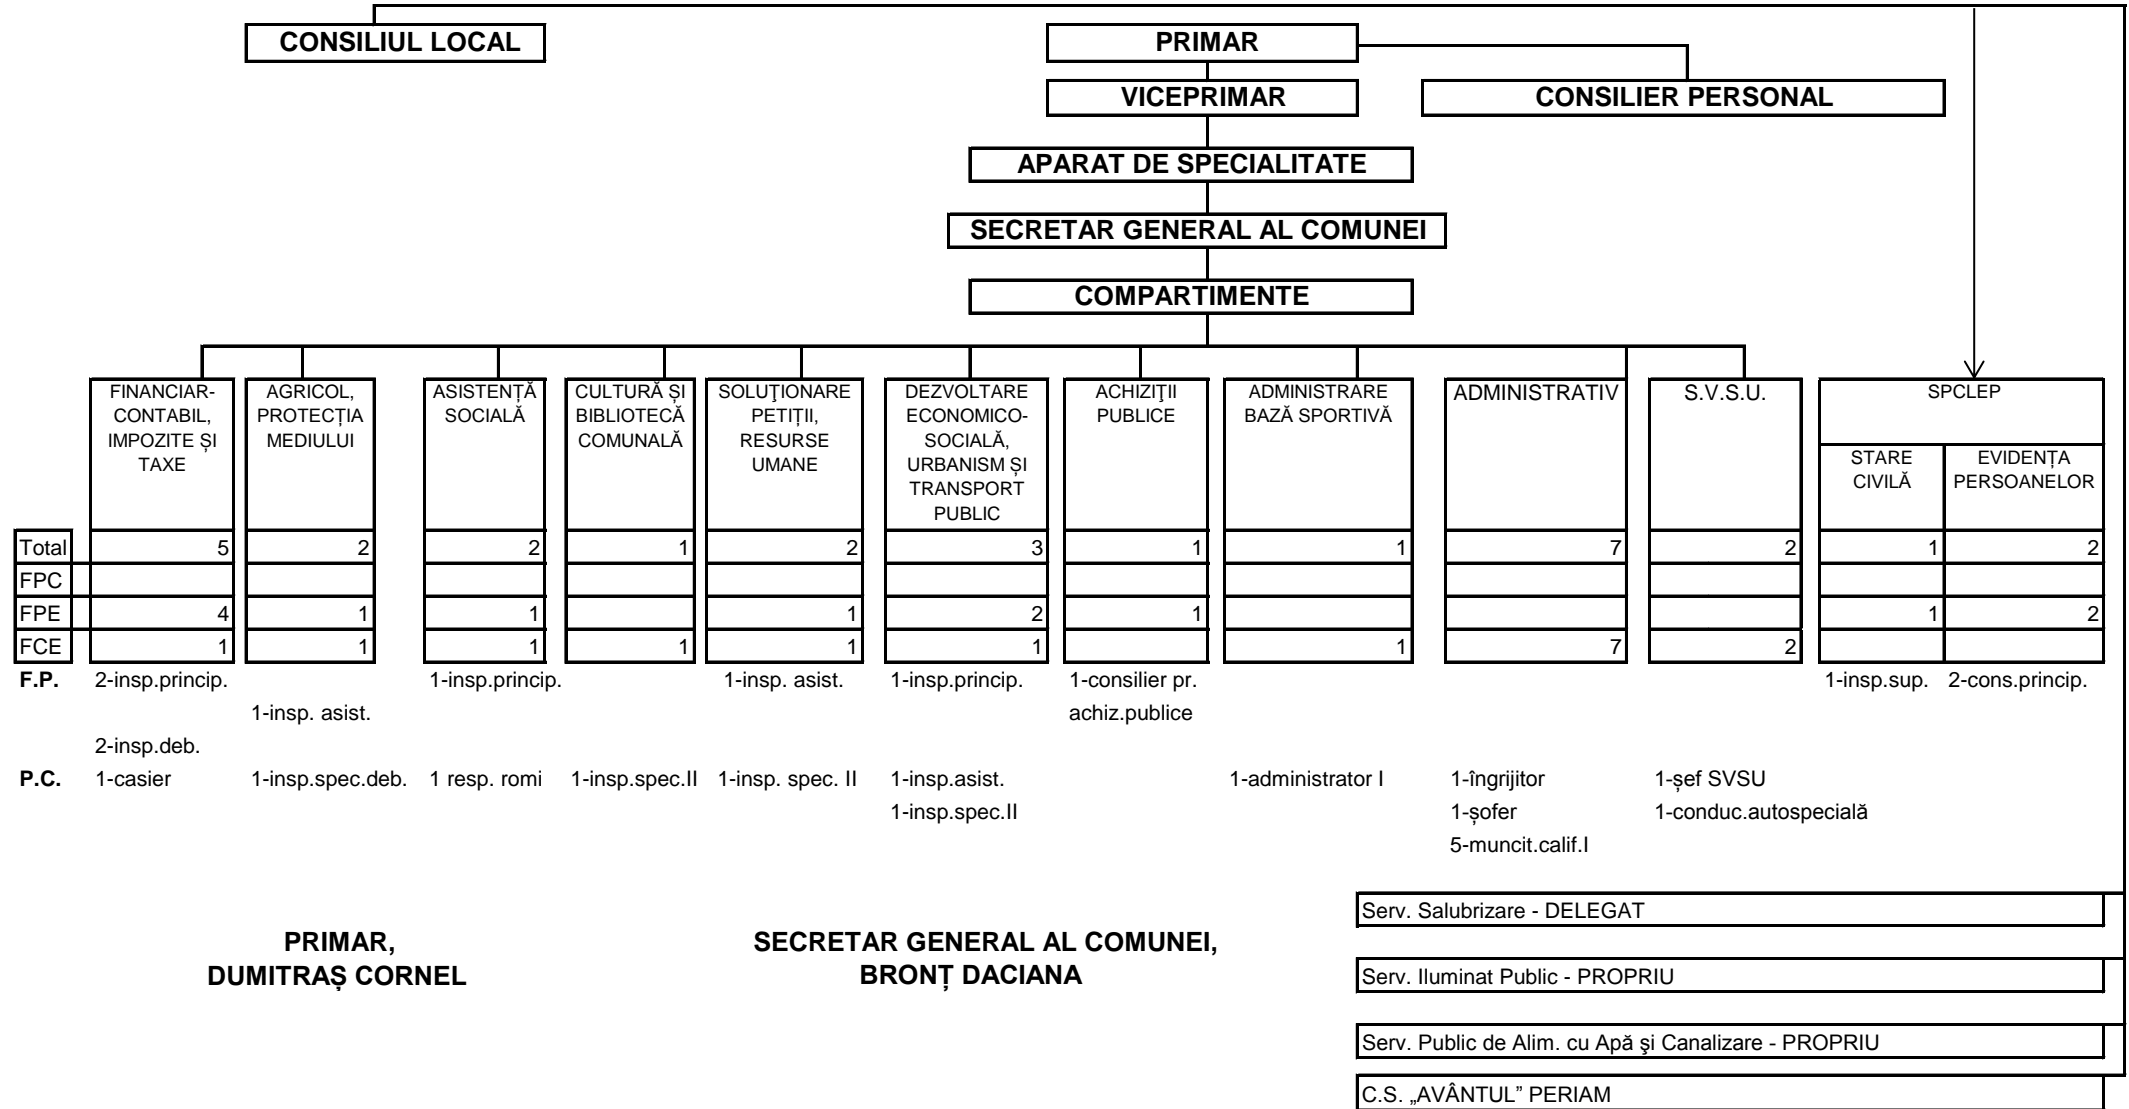 CONSILIUL LOCAL
PRIMAR
VICEPRIMAR
CONSILIER PERSONAL
APARAT DE SPECIALITATE
SECRETAR GENERAL AL COMUNEI
COMPARTIMENTE
FINANCIAR-
CONTABIL,
IMPOZITE ȘI
TAXE
AGRICOL,
PROTECȚIA
MEDIULUI
ASISTENȚĂ
SOCIALĂ
CULTURĂ ȘI
BIBLIOTECĂ
COMUNALĂ
SOLUŢIONARE
PETIȚII,
RESURSE
UMANE
DEZVOLTARE
ECONOMICO-
SOCIALĂ,
URBANISM ȘI
TRANSPORT
PUBLIC
ACHIZIŢII
PUBLICE
ADMINISTRARE
BAZĂ SPORTIVĂ
ADMINISTRATIV
S.V.S.U.
SPCLEP
STARE
CIVILĂ
EVIDENȚA
PERSOANELOR
Total 5 2 2 1 2 3 1 1 7 2 1 2
FPC
FPE 4 1 1 1 2 1 1 2
FCE 1 1 1 1 1 1 1 7 2
F.P. 2-insp.princip. 1-insp.princip. 1-insp. asist. 1-insp.princip. 1-consilier pr. 1-insp.sup. 2-cons.princip.
1-insp. asist. achiz.publice
2-insp.deb.
P.C. 1-casier 1-insp.spec.deb. 1 resp. romi 1-insp.spec.II 1-insp. spec. II 1-insp.asist. 1-administrator I 1-îngrijitor 1-șef SVSU
1-insp.spec.II 1-șofer 1-conduc.autospecială
5-muncit.calif.I
Serv. Salubrizare - DELEGAT
PRIMAR,
DUMITRAȘ CORNEL
SECRETAR GENERAL AL COMUNEI,
BRONȚ DACIANA
Serv. Iluminat Public - PROPRIU
Serv. Public de Alim. cu Apă şi Canalizare - PROPRIU
C.S. „AVÂNTUL” PERIAM